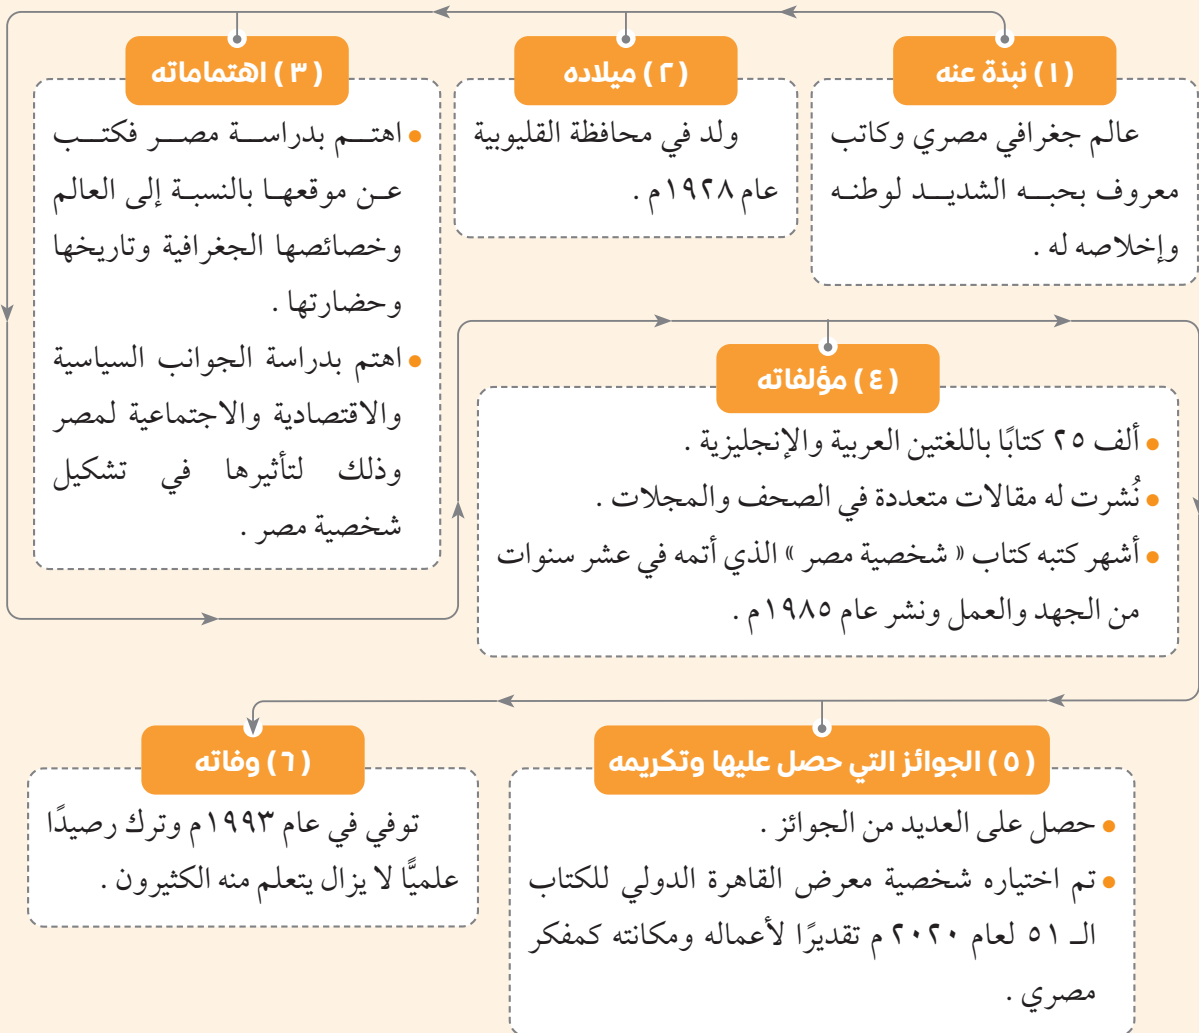 (١) نبذة عنه
عالم جغرافي مصري وكاتب
معروف بحبه الشديد لوطنه
وإخلاصه له .
(٢) ميلاده
ولد في محافظة القليوبية
عام ١٩٢٨م .
(٣) اهتماماته
• اهتم بدراسة مصر فكتب
عن موقعها بالنسبة إلى العالم
وخصائصها الجغرافية وتاريخها
وحضارتها .
• اهتم بدراسة الجوانب السياسية
والاقتصادية والاجتماعية لمصر
وذلك لتأثيرها في تشكيل
شخصية مصر .
(٤) مؤلفاته
• ألف ٢٥ كتابًا باللغتين العربية والإنجليزية .
• نُشرت له مقالات متعددة في الصحف والمجلات .
• أشهر كتبه كتاب « شخصية مصر » الذي أتمه في عشر سنوات
من الجهد والعمل ونشر عام ١٩٨٥م .
(٥) الجوائز التي حصل عليها وتكريمه
• حصل على العديد من الجوائز .
• تم اختياره شخصية معرض القاهرة الدولي للكتاب
الـ ٥١ لعام ٢٠٢٠ م تقديرًا لأعماله ومكانته كمفكر
مصري .
(٦) وفاته
توفي في عام ١٩٩٣م وترك رصيدًا
علميًّا لا يزال يتعلم منه الكثيرون .